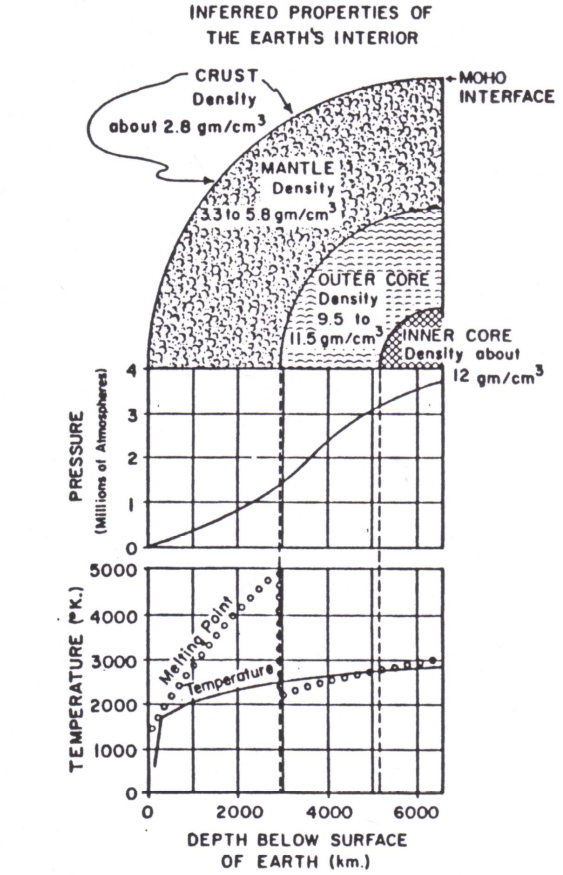 INFERRED PROPERTIES OF
THE EARTH'S INTERIOR
CRUST
Density
about 2.8 gm/cm³
MOHO
INTERFACE
MANTLE
Density
3.3 to 5.8 gm/cm³
OUTER CORE
Density
9.5 to
11.5 gm/cm³
INNER CORE
Density about
12 gm/cm³
PRESSURE
(Millions of Atmospheres)
4
3
2
1
0
TEMPERATURE (°K.)
5000
4000
3000
2000
1000
0
Melting Point
Temperature
0 2000 4000 6000
DEPTH BELOW SURFACE
OF EARTH (km.)